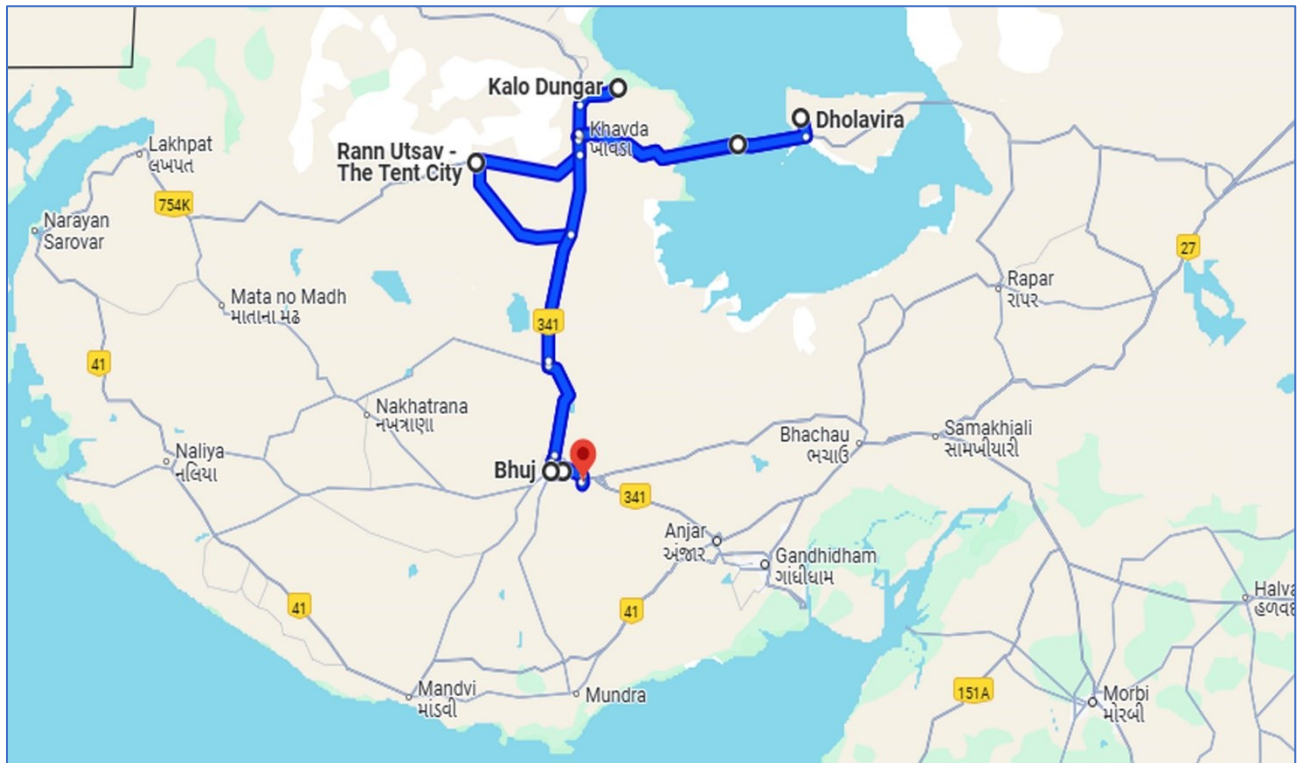 Kalo Dungar
Khavda
ખાવડા
Dholavira
Lakhpat
લખપત
Rann Utsav -
The Tent City
754K
Narayan
Sarovar
27
Rapar
રાપર
Mata no Madh
માતાના મઢ
341
41
Nakhatrana
નખત્રાણા
Naliya
નલિયા
Bhachau
ભચાઉ
Samakhiali
સામખીયારી
Bhuj
341
Anjar
અંજાર
Gandhidham
ગાંધીધામ
41
41
Halva
હળવદ
Mandvi
માંડવી
Mundra
151A
Morbi
મોરબી